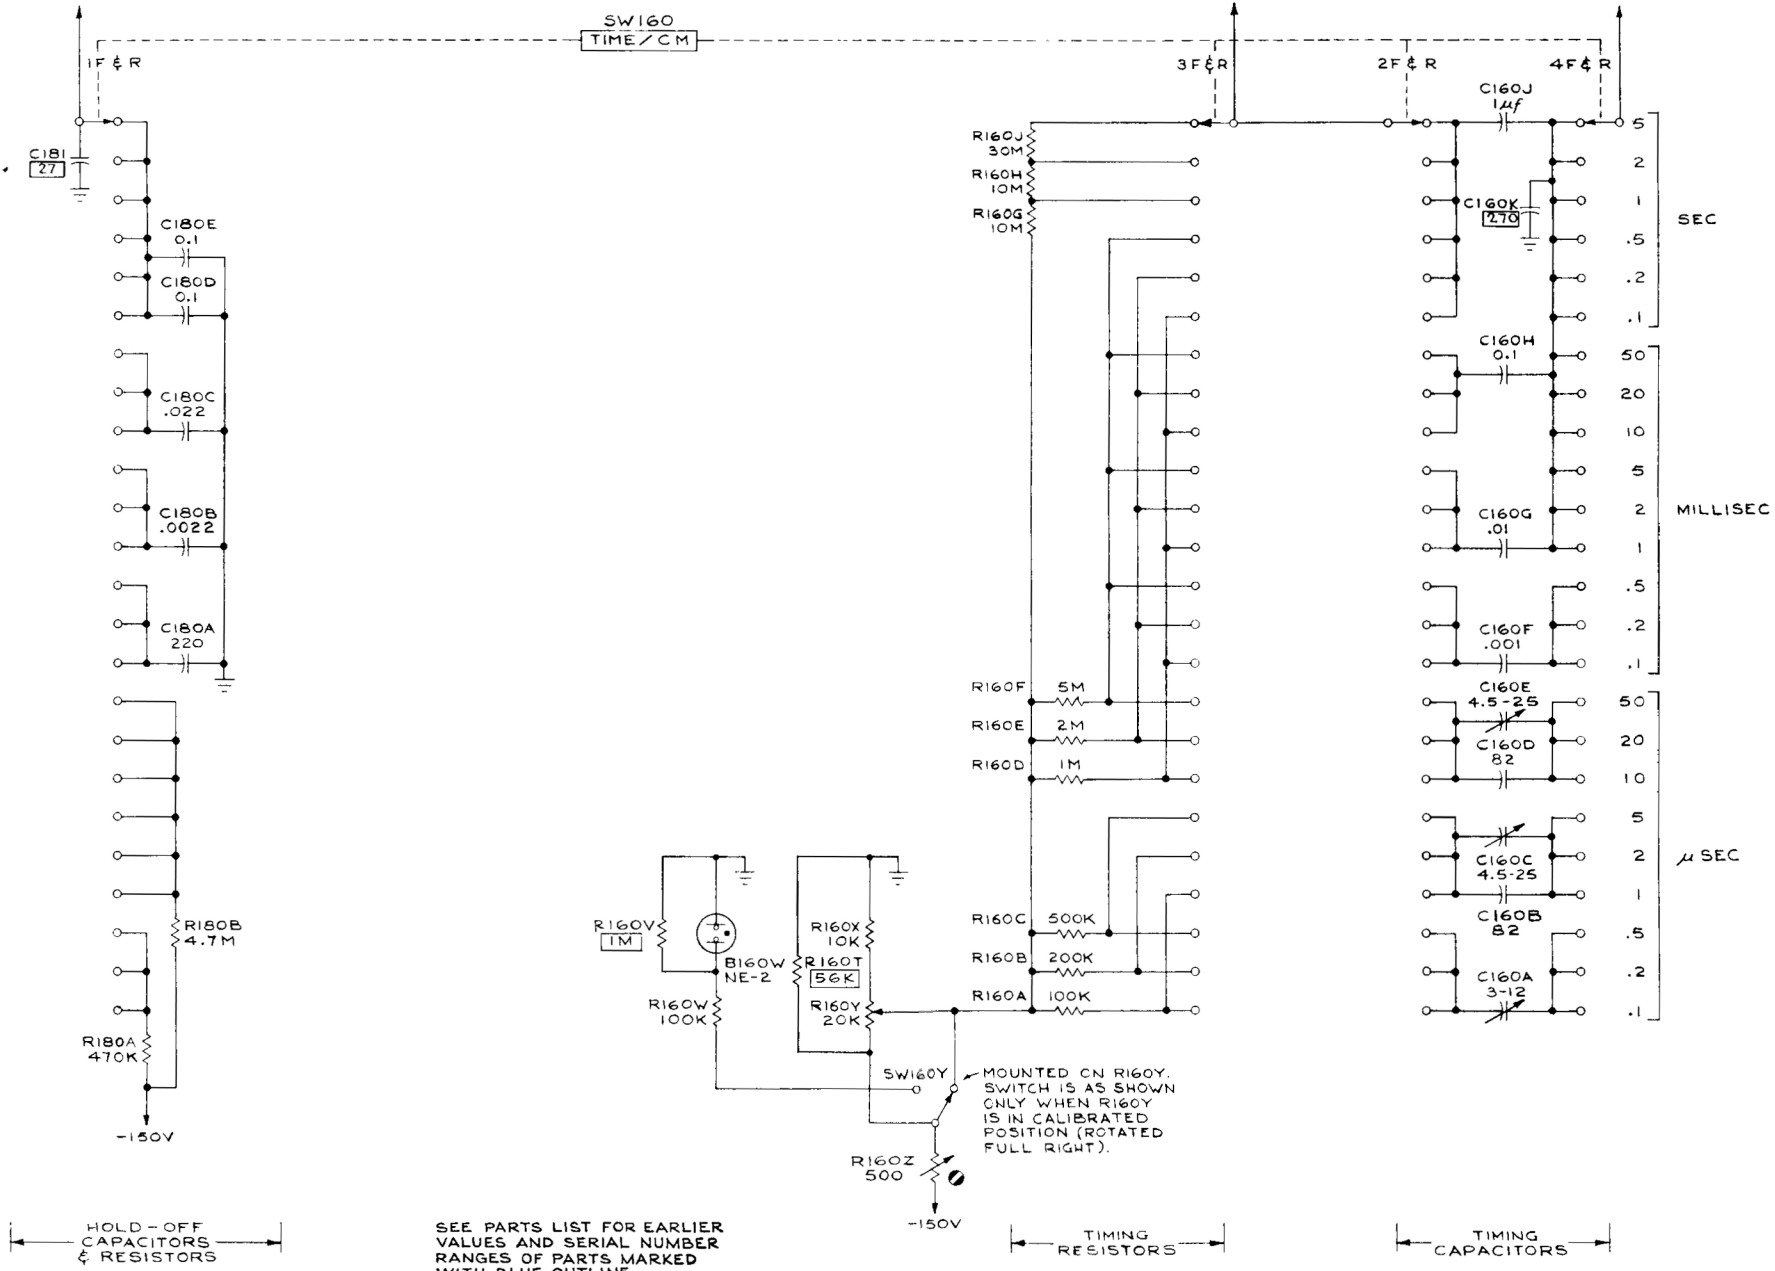 SW160
TIME/CM
1F & R
3F & R
2F & R
4F & R
C181
27
C180E
0.1
C180D
0.1
C180C
.022
C180B
.0022
C180A
220
R180B
4.7M
R180A
470K
-150V
R160J
30M
R160H
10M
R160G
10M
R160F 5M
R160E 2M
R160D 1M
R160C 500K
R160B 200K
R160A 100K
R160V
1M
B160W
NE-2
R160W
100K
R160X
10K
R160T
56K
R160Y
20K
SW160Y
MOUNTED ON R160Y.
SWITCH IS AS SHOWN
ONLY WHEN R160Y
IS IN CALIBRATED
POSITION (ROTATED
FULL RIGHT).
R160Z
500
-150V
C160J
1µf
C160K
270
C160H
0.1
C160G
.01
C160F
.001
C160E
4.5-25
C160D
82
C160C
4.5-25
C160B
82
C160A
3-12
5
2
1
.5
.2
.1
SEC
50
20
10
5
2
1
.5
.2
.1
MILLISEC
50
20
10
5
2
1
.5
.2
.1
µ SEC
HOLD-OFF
CAPACITORS
& RESISTORS
SEE PARTS LIST FOR EARLIER
VALUES AND SERIAL NUMBER
RANGES OF PARTS MARKED
WITH BLUE OUTLINE
TIMING
RESISTORS
TIMING
CAPACITORS